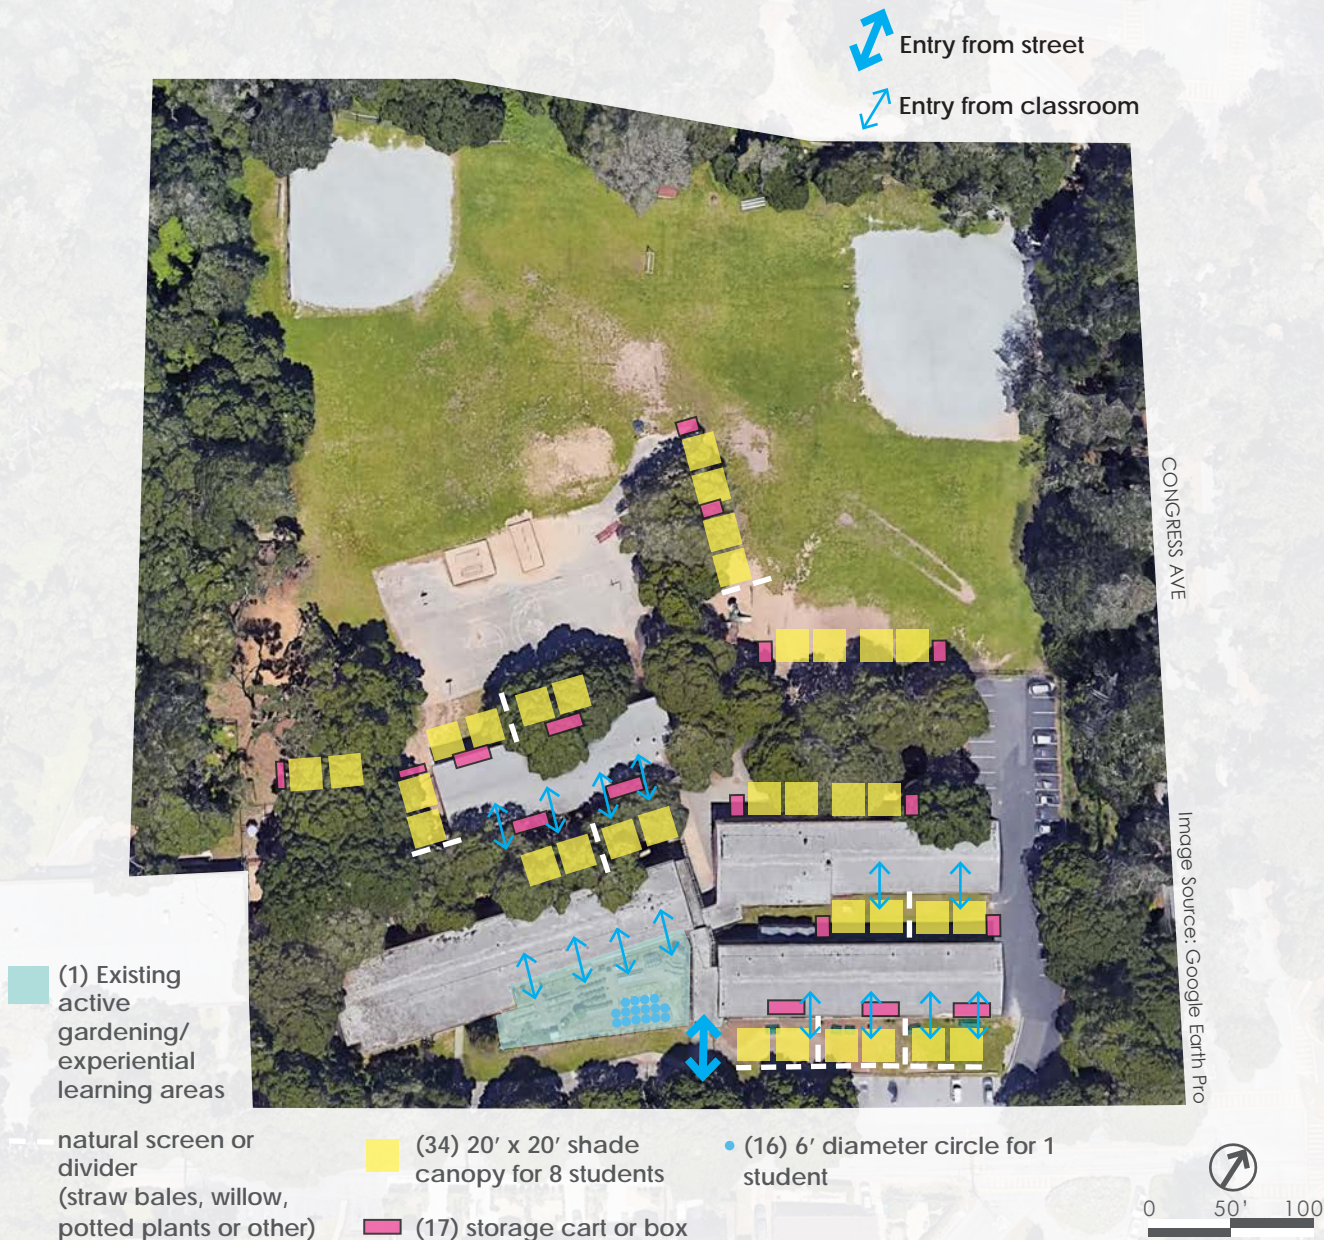 Entry from street
Entry from classroom
CONGRESS AVE
Image Source: Google Earth Pro
(1) Existing
active
gardening/
experiential
learning areas
natural screen or
divider
(straw bales, willow,
potted plants or other)
(34) 20' x 20' shade
canopy for 8 students
(17) storage cart or box
(16) 6' diameter circle for 1
student
0 50' 100